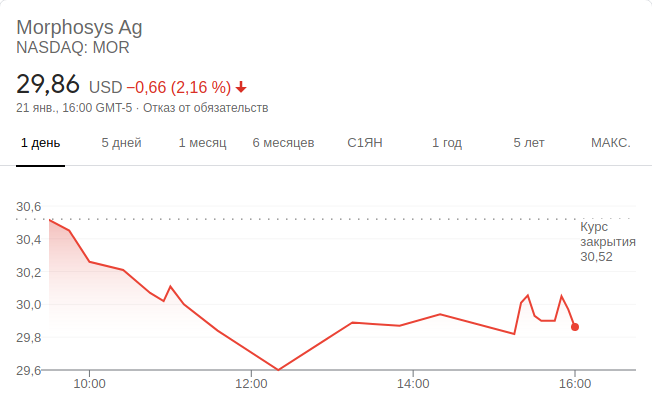 Morphosys Ag
NASDAQ: MOR
29,86 USD −0,66 (2,16 %)
21 янв., 16:00 GMT-5 · Отказ от обязательств
1 день 5 дней 1 месяц 6 месяцев С1ЯН 1 год 5 лет МАКС.
30,6
Курс
закрытия
30,52
30,4
30,2
30,0
29,8
29,6
10:00 12:00 14:00 16:00